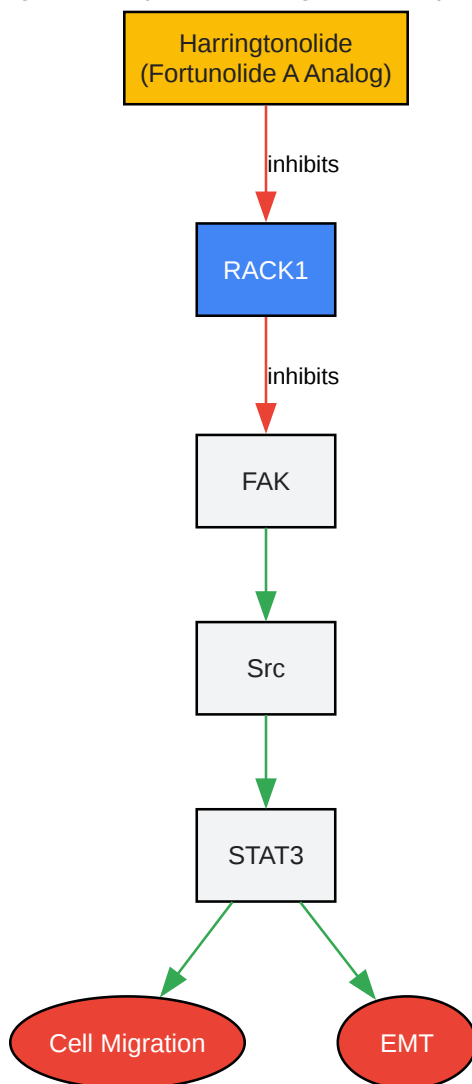 Harringtonolide
(Fortunolide A Analog)
inhibits
RACK1
inhibits
FAK
Src
STAT3
Cell Migration
EMT